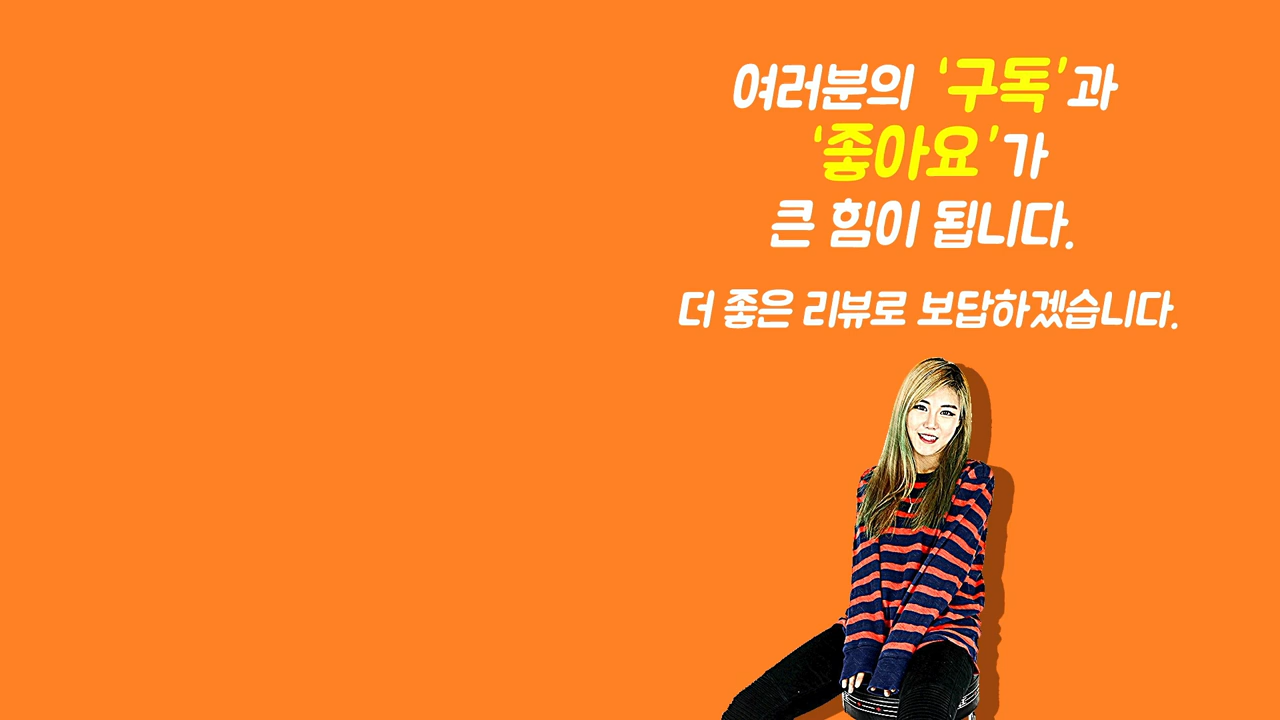 여러분의 '구독'과
'좋아요'가
큰 힘이 됩니다.
더 좋은 리뷰로 보답하겠습니다.